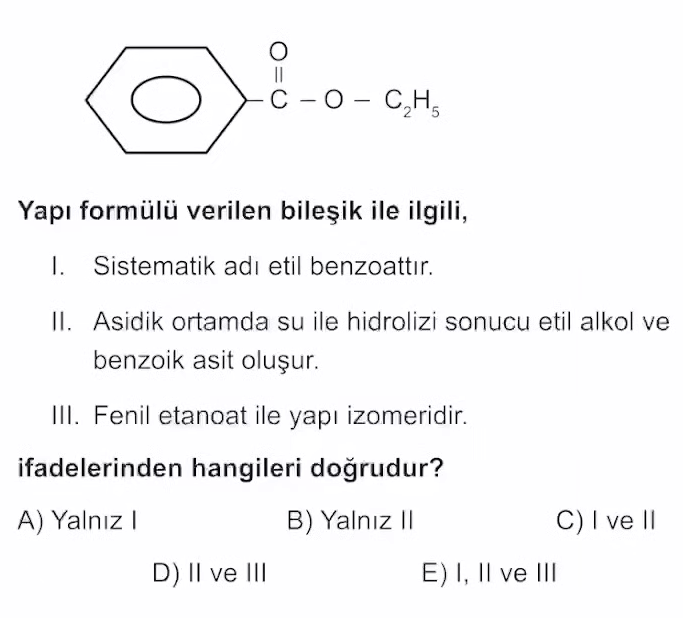 O
||
– C – O – C₂H₅
Yapı formülü verilen bileşik ile ilgili,
I. Sistematik adı etil benzoattır.
II. Asidik ortamda su ile hidrolizi sonucu etil alkol ve
benzoik asit oluşur.
III. Fenil etanoat ile yapı izomeridir.
ifadelerinden hangileri doğrudur?
A) Yalnız I B) Yalnız II C) I ve II
D) II ve III E) I, II ve III